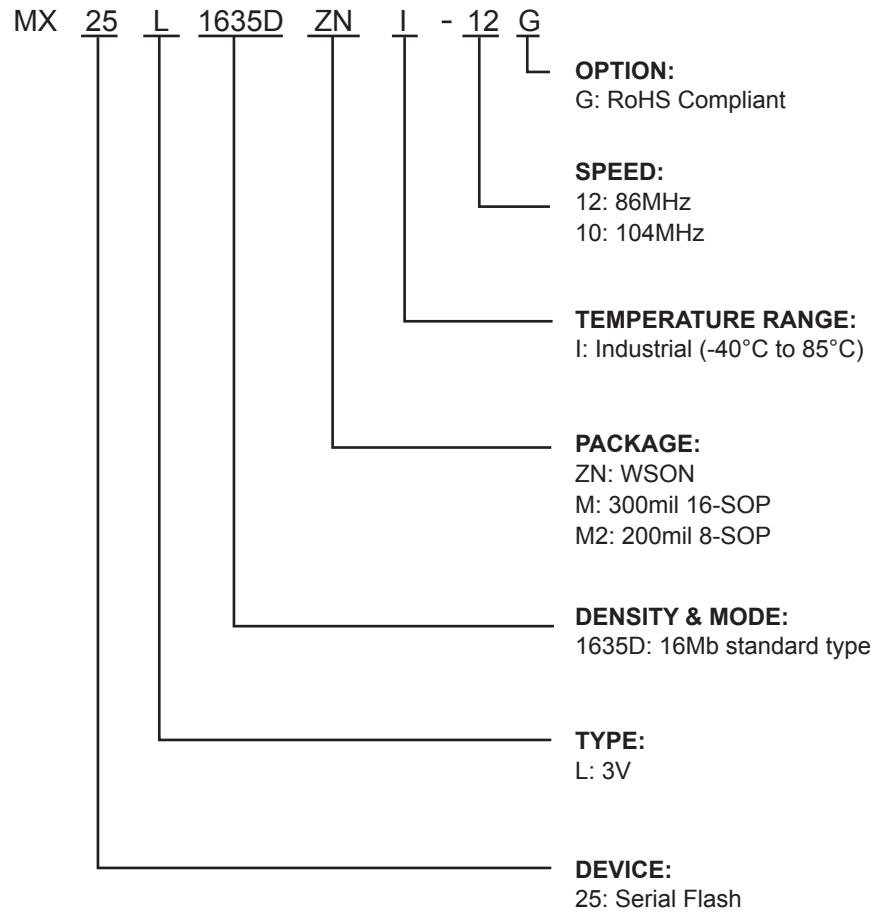 MX 25 L 1635D ZN I - 12 G
OPTION:
G: RoHS Compliant
SPEED:
12: 86MHz
10: 104MHz
TEMPERATURE RANGE:
I: Industrial (-40°C to 85°C)
PACKAGE:
ZN: WSON
M: 300mil 16-SOP
M2: 200mil 8-SOP
DENSITY & MODE:
1635D: 16Mb standard type
TYPE:
L: 3V
DEVICE:
25: Serial Flash